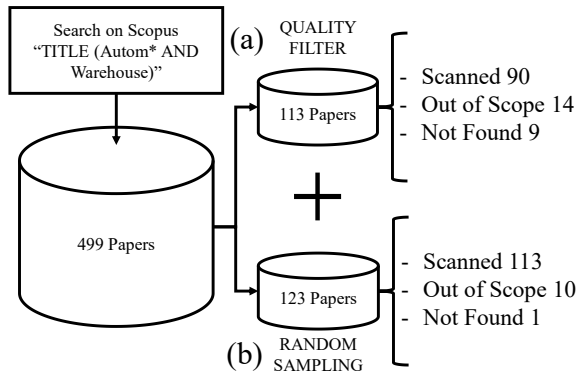 Search on Scopus
“TITLE (Autom* AND
Warehouse)”
499 Papers
(a)
QUALITY
FILTER
113 Papers
- Scanned 90
- Out of Scope 14
- Not Found 9
+
123 Papers
- Scanned 113
- Out of Scope 10
- Not Found 1
(b)
RANDOM
SAMPLING